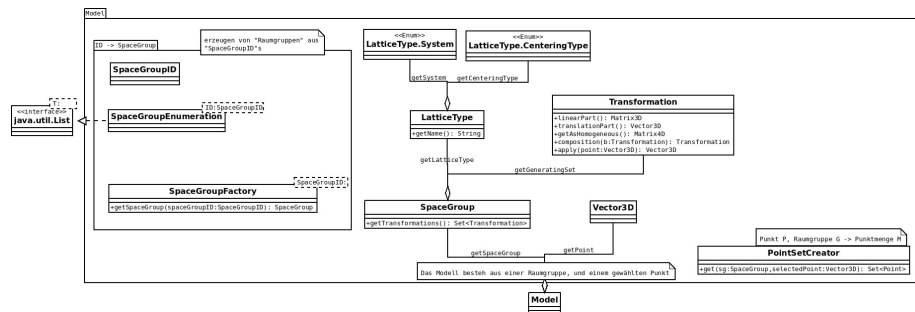 Model
ID -> SpaceGroup
erzeugen von "Raumgruppen" aus
"SpaceGroupID"s
SpaceGroupID
T:
<<interface>>
java.util.List
ID:SpaceGroupID
SpaceGroupEnumeration
SpaceGroupID:
SpaceGroupFactory
+getSpaceGroup(spaceGroupID:SpaceGroupID): SpaceGroup
<<Enum>>
LatticeType.System
<<Enum>>
LatticeType.CenteringType
getSystem
getCenteringType
LatticeType
+getName(): String
Transformation
+linearPart(): Matrix3D
+translationPart(): Vector3D
+getAsHomogeneous(): Matrix4D
+composition(b:Transformation): Transformation
+apply(point:Vector3D): Vector3D
getLatticeType
getGeneratingSet
SpaceGroup
+getTransformations(): Set<Transformation>
Vector3D
getSpaceGroup
getPoint
Punkt P, Raumgruppe G -> Punktmenge M
PointSetCreator
+get(sg:SpaceGroup,selectedPoint:Vector3D): Set<Point>
Das Modell besteh aus einer Raumgruppe, und einem gewählten Punkt
Model